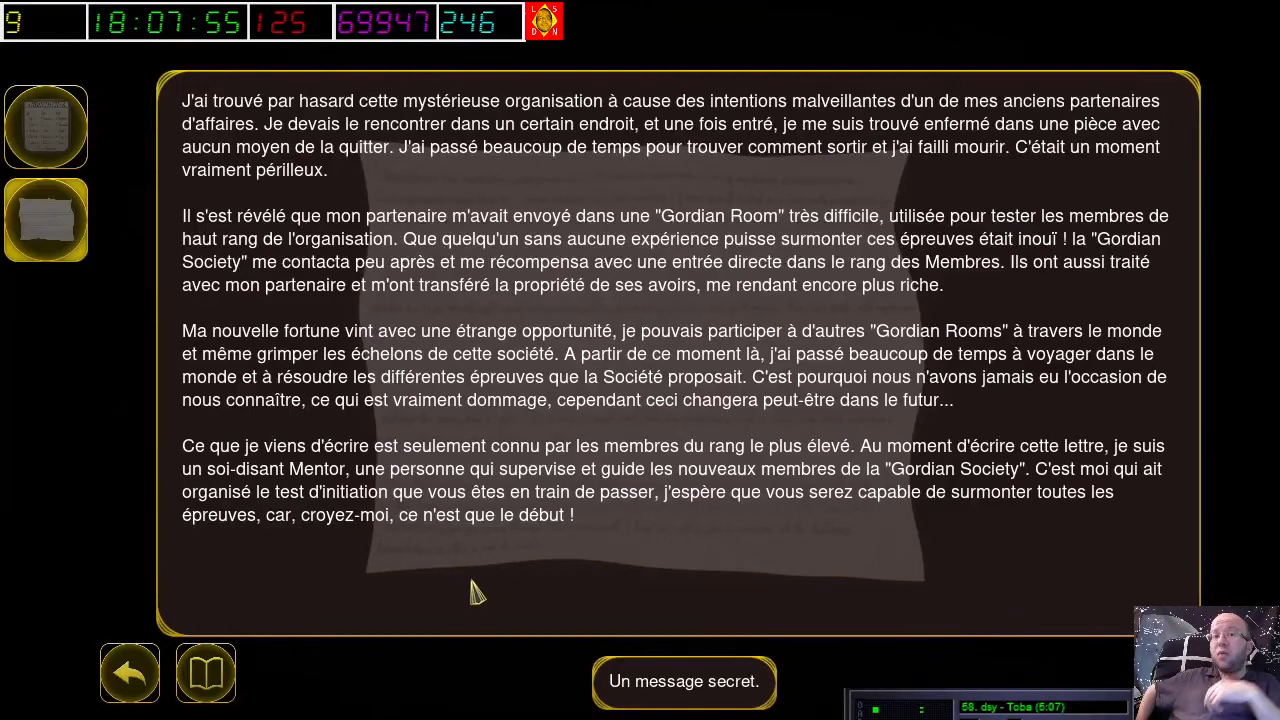 9
18:07:55
125
69947
246
L S
D N
J'ai trouvé par hasard cette mystérieuse organisation à cause des intentions malveillantes d'un de mes anciens partenaires
d'affaires. Je devais le rencontrer dans un certain endroit, et une fois entré, je me suis trouvé enfermé dans une pièce avec
aucun moyen de la quitter. J'ai passé beaucoup de temps pour trouver comment sortir et j'ai failli mourir. C'était un moment
vraiment périlleux.
Il s'est révélé que mon partenaire m'avait envoyé dans une "Gordian Room" très difficile, utilisée pour tester les membres de
haut rang de l'organisation. Que quelqu'un sans aucune expérience puisse surmonter ces épreuves était inouï ! la "Gordian
Society" me contacta peu après et me récompensa avec une entrée directe dans le rang des Membres. Ils ont aussi traité
avec mon partenaire et m'ont transféré la propriété de ses avoirs, me rendant encore plus riche.
Ma nouvelle fortune vint avec une étrange opportunité, je pouvais participer à d'autres "Gordian Rooms" à travers le monde
et même grimper les échelons de cette société. A partir de ce moment là, j'ai passé beaucoup de temps à voyager dans le
monde et à résoudre les différentes épreuves que la Société proposait. C'est pourquoi nous n'avons jamais eu l'occasion de
nous connaître, ce qui est vraiment dommage, cependant ceci changera peut-être dans le futur...
Ce que je viens d'écrire est seulement connu par les membres du rang le plus élevé. Au moment d'écrire cette lettre, je suis
un soi-disant Mentor, une personne qui supervise et guide les nouveaux membres de la "Gordian Society". C'est moi qui ait
organisé le test d'initiation que vous êtes en train de passer, j'espère que vous serez capable de surmonter toutes les
épreuves, car, croyez-moi, ce n'est que le début !
Un message secret.
58. dsy - Toba (5:07)